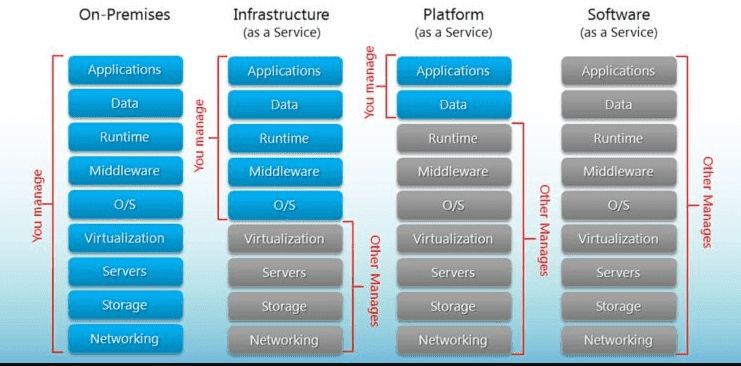 On-Premises
You manage
Applications
Data
Runtime
Middleware
O/S
Virtualization
Servers
Storage
Networking
Infrastructure
(as a Service)
You manage
Applications
Data
Runtime
Middleware
O/S
Virtualization
Servers
Storage
Networking
Other Manages
Platform
(as a Service)
You manage
Applications
Data
Runtime
Middleware
O/S
Virtualization
Servers
Storage
Networking
Other Manages
Software
(as a Service)
Applications
Data
Runtime
Middleware
O/S
Virtualization
Servers
Storage
Networking
Other Manages